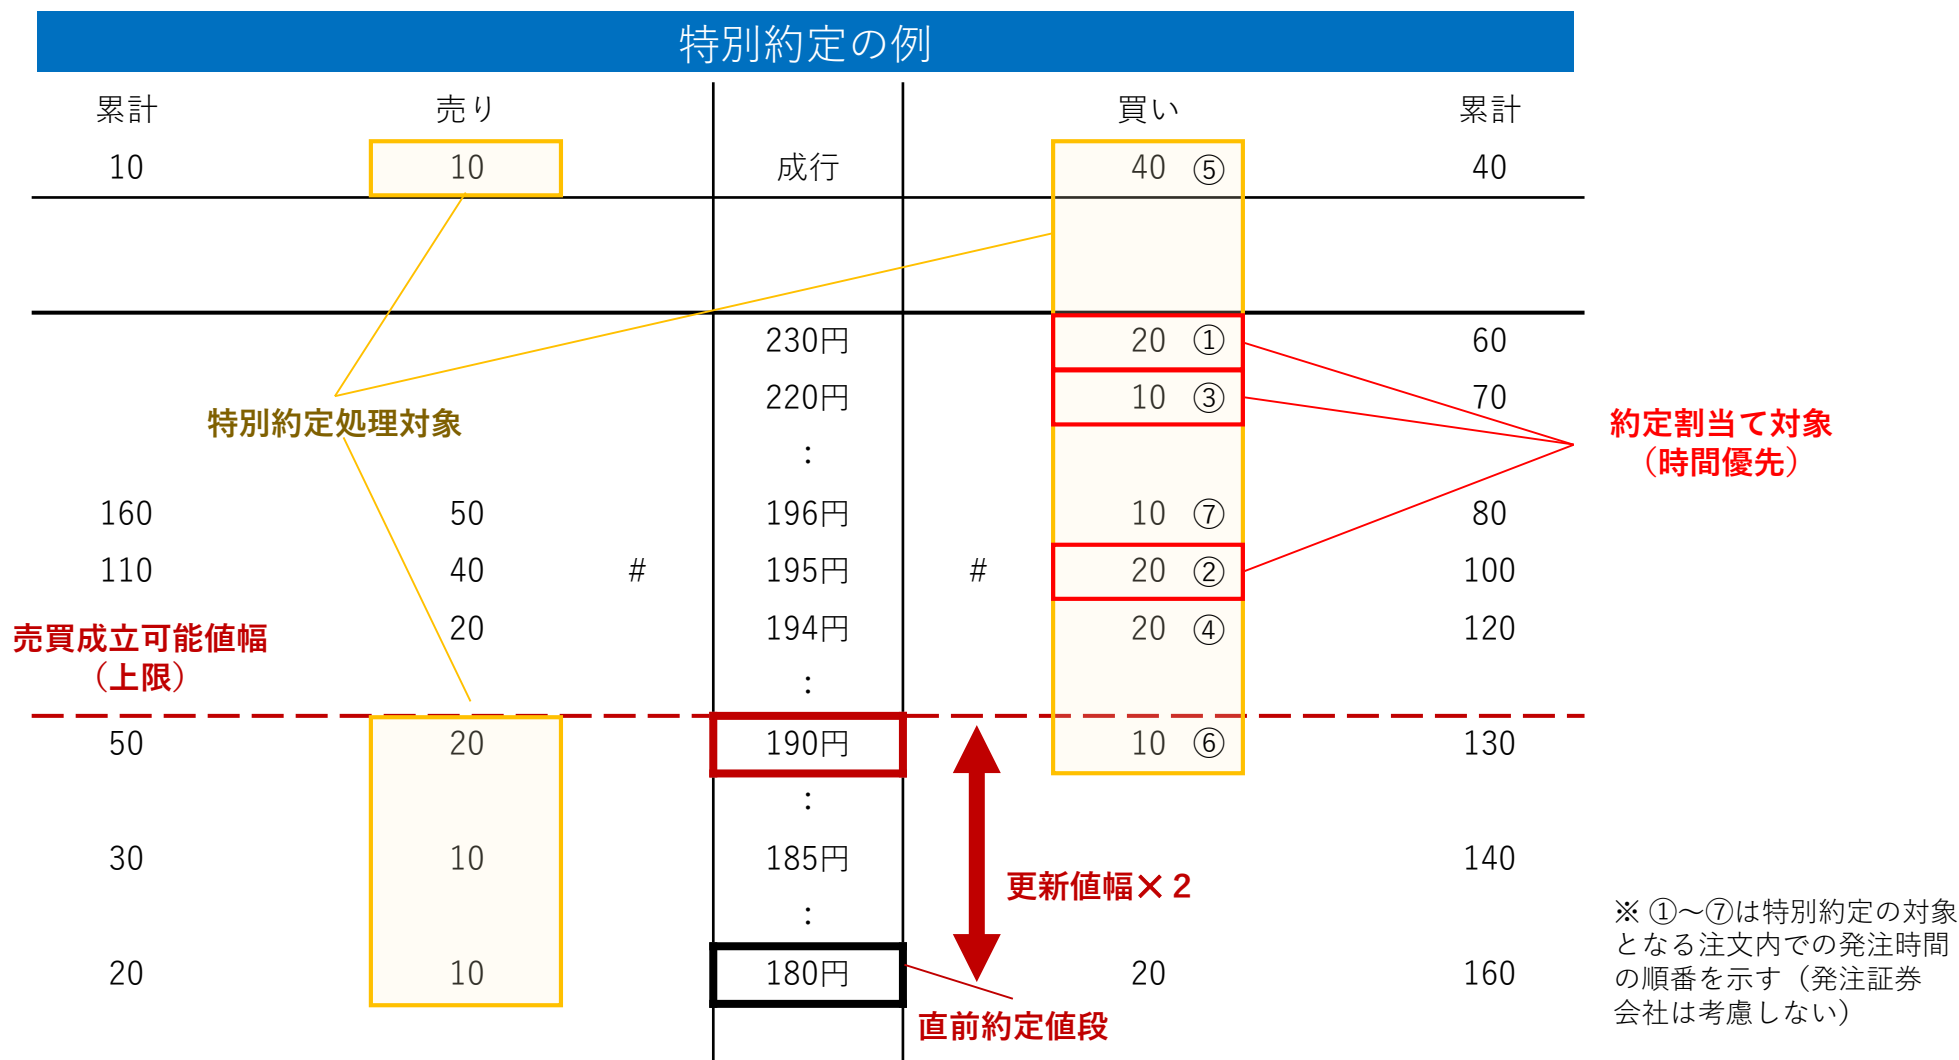 特別約定の例
累計 売り 買い 累計
10 10 成行 40 ⑤ 40
230円 20 ① 60
220円 10 ③ 70
特別約定処理対象
約定割当て対象
（時間優先）
：
160 50 196円 10 ⑦ 80
110 40 # 195円 # 20 ② 100
20 194円 20 ④ 120
売買成立可能値幅
（上限）
：
50 20 190円 10 ⑥ 130
：
30 10 185円 140
更新値幅×２
：
20 10 180円 20 160
直前約定値段
※ ①～⑦は特別約定の対象
となる注文内での発注時間
の順番を示す（発注証券
会社は考慮しない）